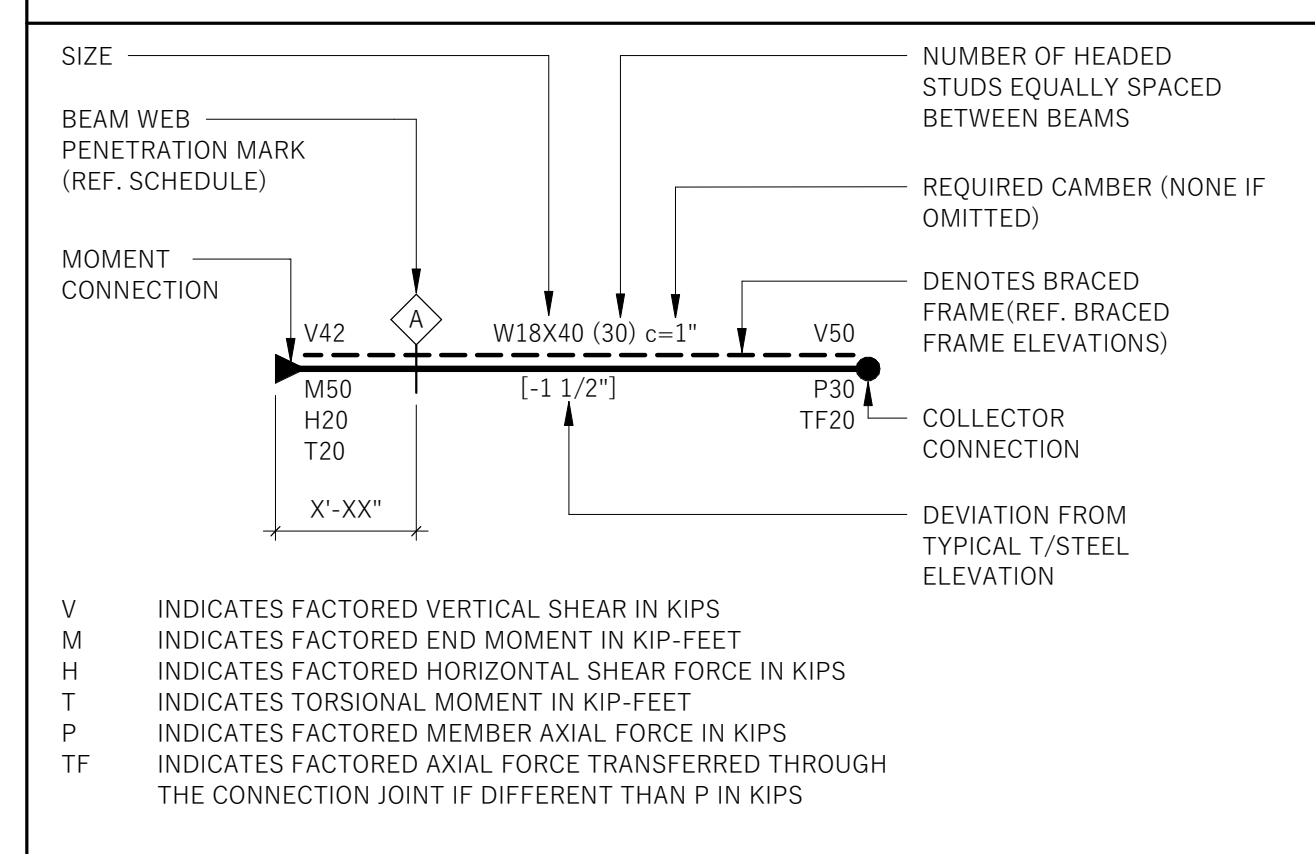 SIZE
BEAM WEB
PENETRATION MARK
(REF. SCHEDULE)
MOMENT
CONNECTION
NUMBER OF HEADED
STUDS EQUALLY SPACED
BETWEEN BEAMS
REQUIRED CAMBER (NONE IF
OMITTED)
DENOTES BRACED
FRAME(REF. BRACED
FRAME ELEVATIONS)
V42
A
W18X40 (30) c=1"
V50
M50
H20
T20
[-1 1/2"]
P30
TF20
X'-XX"
COLLECTOR
CONNECTION
DEVIATION FROM
TYPICAL T/STEEL
ELEVATION
V INDICATES FACTORED VERTICAL SHEAR IN KIPS
M INDICATES FACTORED END MOMENT IN KIP-FEET
H INDICATES FACTORED HORIZONTAL SHEAR FORCE IN KIPS
T INDICATES TORSIONAL MOMENT IN KIP-FEET
P INDICATES FACTORED MEMBER AXIAL FORCE IN KIPS
TF INDICATES FACTORED AXIAL FORCE TRANSFERRED THROUGH
THE CONNECTION JOINT IF DIFFERENT THAN P IN KIPS